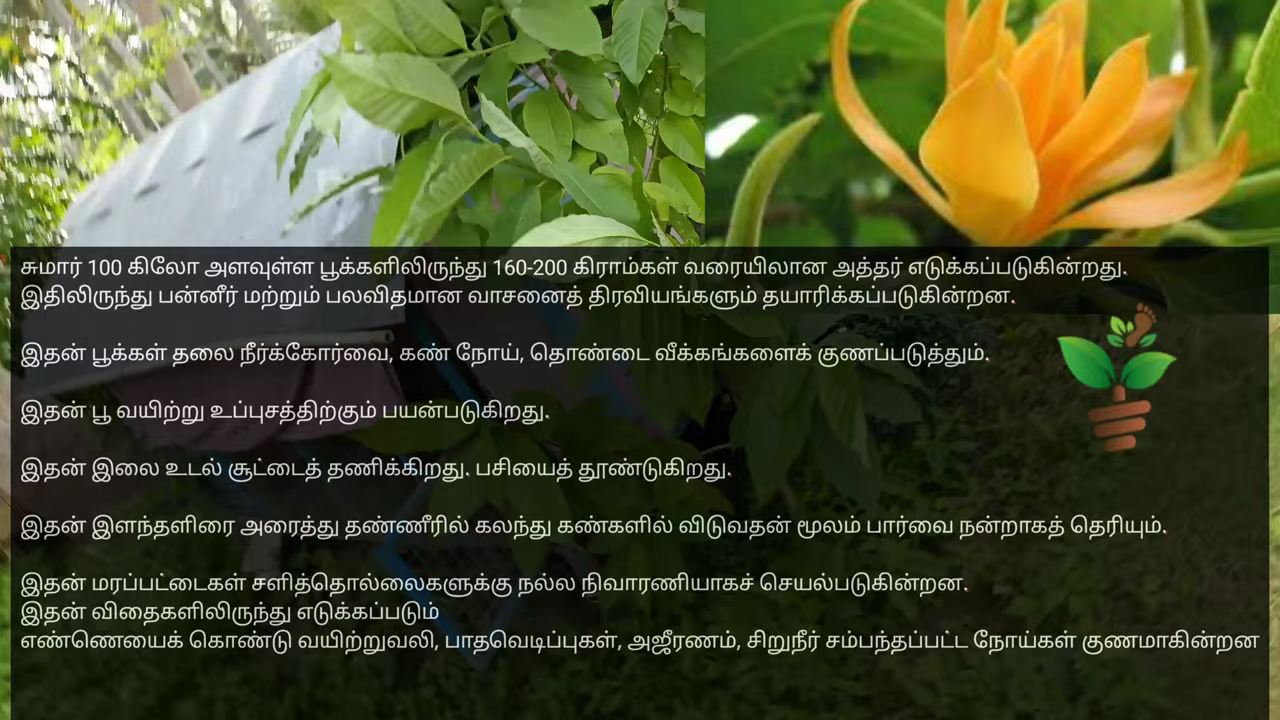 சுமார் 100 கிலோ அளவுள்ள பூக்களிலிருந்து 160-200 கிராம்கள் வரையிலான அத்தர் எடுக்கப்படுகின்றது.
இதிலிருந்து பன்னீர் மற்றும் பலவிதமான வாசனைத் திரவியங்களும் தயாரிக்கப்படுகின்றன.
இதன் பூக்கள் தலை நீர்க்கோர்வை, கண் நோய், தொண்டை வீக்கங்களைக் குணப்படுத்தும்.
இதன் பூ வயிற்று உப்புசத்திற்கும் பயன்படுகிறது.
இதன் இலை உடல் சூட்டைத் தணிக்கிறது. பசியைத் தூண்டுகிறது.
இதன் இளந்தளிரை அரைத்து தண்ணீரில் கலந்து கண்களில் விடுவதன் மூலம் பார்வை நன்றாகத் தெரியும்.
இதன் மரப்பட்டைகள் சளித்தொல்லைகளுக்கு நல்ல நிவாரணியாகச் செயல்படுகின்றன.
இதன் விதைகளிலிருந்து எடுக்கப்படும்
எண்ணெயைக் கொண்டு வயிற்றுவலி, பாதவெடிப்புகள், அஜீரணம், சிறுநீர் சம்பந்தப்பட்ட நோய்கள் குணமாகின்றன